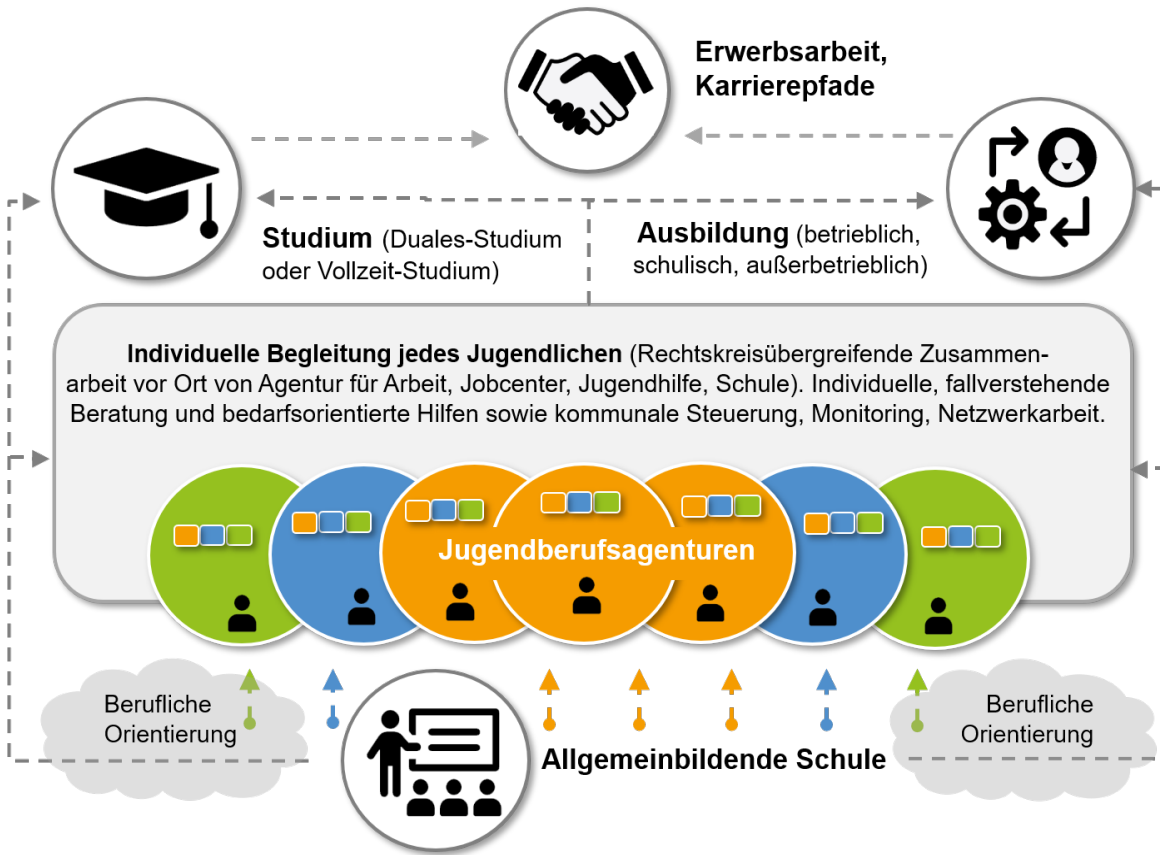 Erwerbsarbeit,
Karrierepfade
Studium (Duales-Studium
oder Vollzeit-Studium)
Ausbildung (betrieblich,
schulisch, außerbetrieblich)
Individuelle Begleitung jedes Jugendlichen (Rechtskreisübergreifende Zusammen-
arbeit vor Ort von Agentur für Arbeit, Jobcenter, Jugendhilfe, Schule). Individuelle, fallverstehende
Beratung und bedarfsorientierte Hilfen sowie kommunale Steuerung, Monitoring, Netzwerkarbeit.
Jugendberufsagenturen
Berufliche
Orientierung
Allgemeinbildende Schule
Berufliche
Orientierung